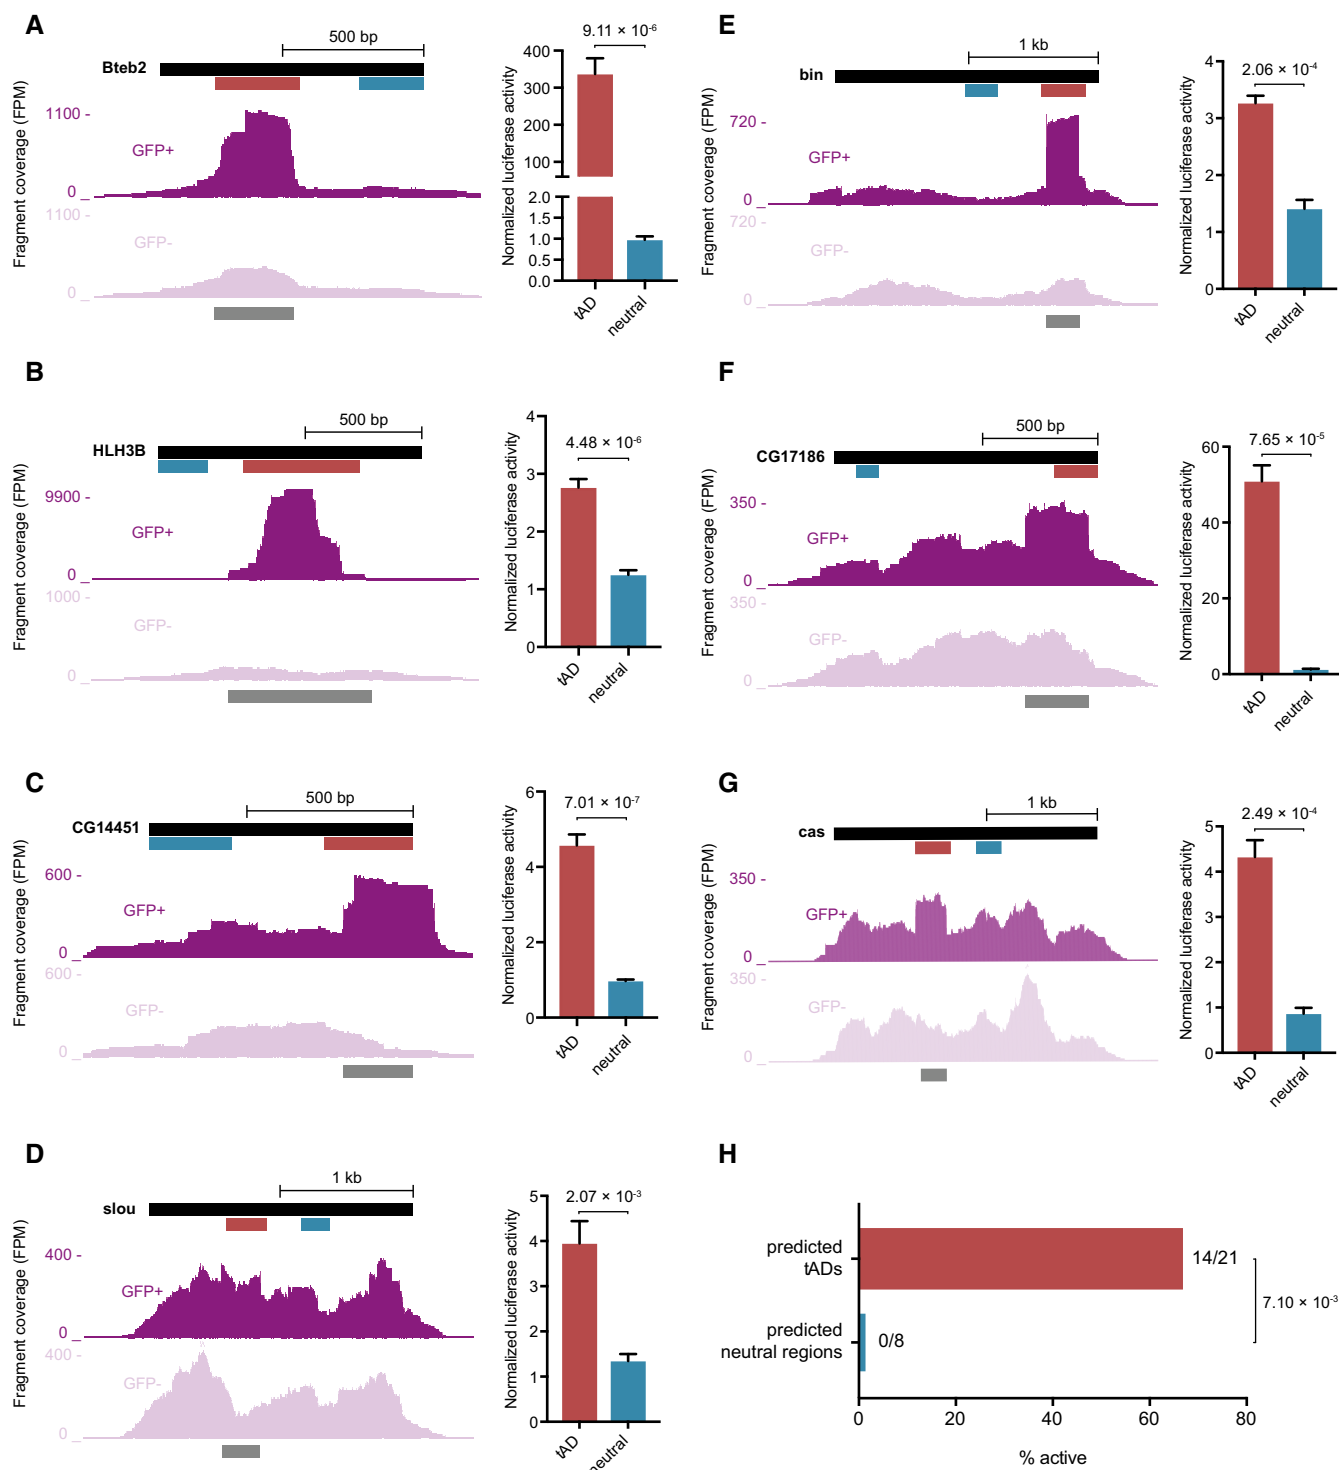 A
500 bp
Bteb2
Fragment coverage (FPM)
1100 -
GFP+
0 _
1100 -
GFP-
0 _
9.11 × 10-6
Normalized luciferase activity
400
300
200
100
2.0
1.5
1.0
0.5
0.0
tAD
neutral
B
500 bp
HLH3B
Fragment coverage (FPM)
9900 -
GFP+
0 _
1000 -
GFP-
0 _
4.48 × 10-6
Normalized luciferase activity
4
3
2
1
0
tAD
neutral
C
500 bp
CG14451
Fragment coverage (FPM)
600 -
GFP+
0 _
600 -
GFP-
0 _
7.01 × 10-7
Normalized luciferase activity
6
4
2
0
tAD
neutral
D
1 kb
slou
Fragment coverage (FPM)
400 -
GFP+
0 _
400 -
GFP-
0 _
2.07 × 10-3
Normalized luciferase activity
5
4
3
2
1
0
tAD
neutral
E
1 kb
bin
Fragment coverage (FPM)
720 -
GFP+
0 _
720 -
GFP-
0 _
2.06 × 10-4
Normalized luciferase activity
4
3
2
1
0
tAD
neutral
F
500 bp
CG17186
Fragment coverage (FPM)
350 -
GFP+
0 _
350 -
GFP-
0 _
7.65 × 10-5
Normalized luciferase activity
60
40
20
0
tAD
neutral
G
1 kb
cas
Fragment coverage (FPM)
350 -
GFP+
0 _
350 -
GFP-
0 _
2.49 × 10-4
Normalized luciferase activity
5
4
3
2
1
0
tAD
neutral
H
predicted
tADs
14/21
7.10 × 10-3
predicted
neutral regions
0/8
0
20
40
60
80
% active